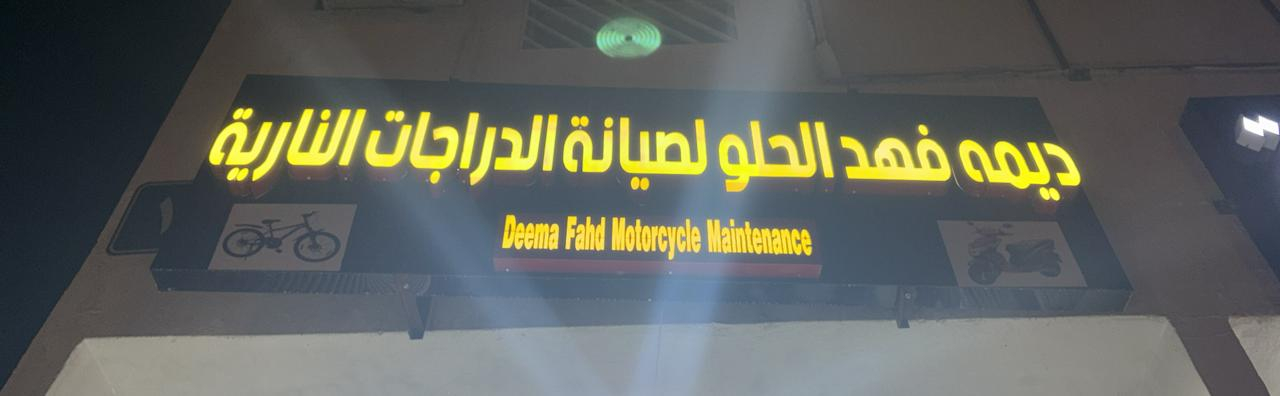 ديمه فهد الحلو لصيانة الدراجات النارية
Deema Fahd Motorcycle Maintenance